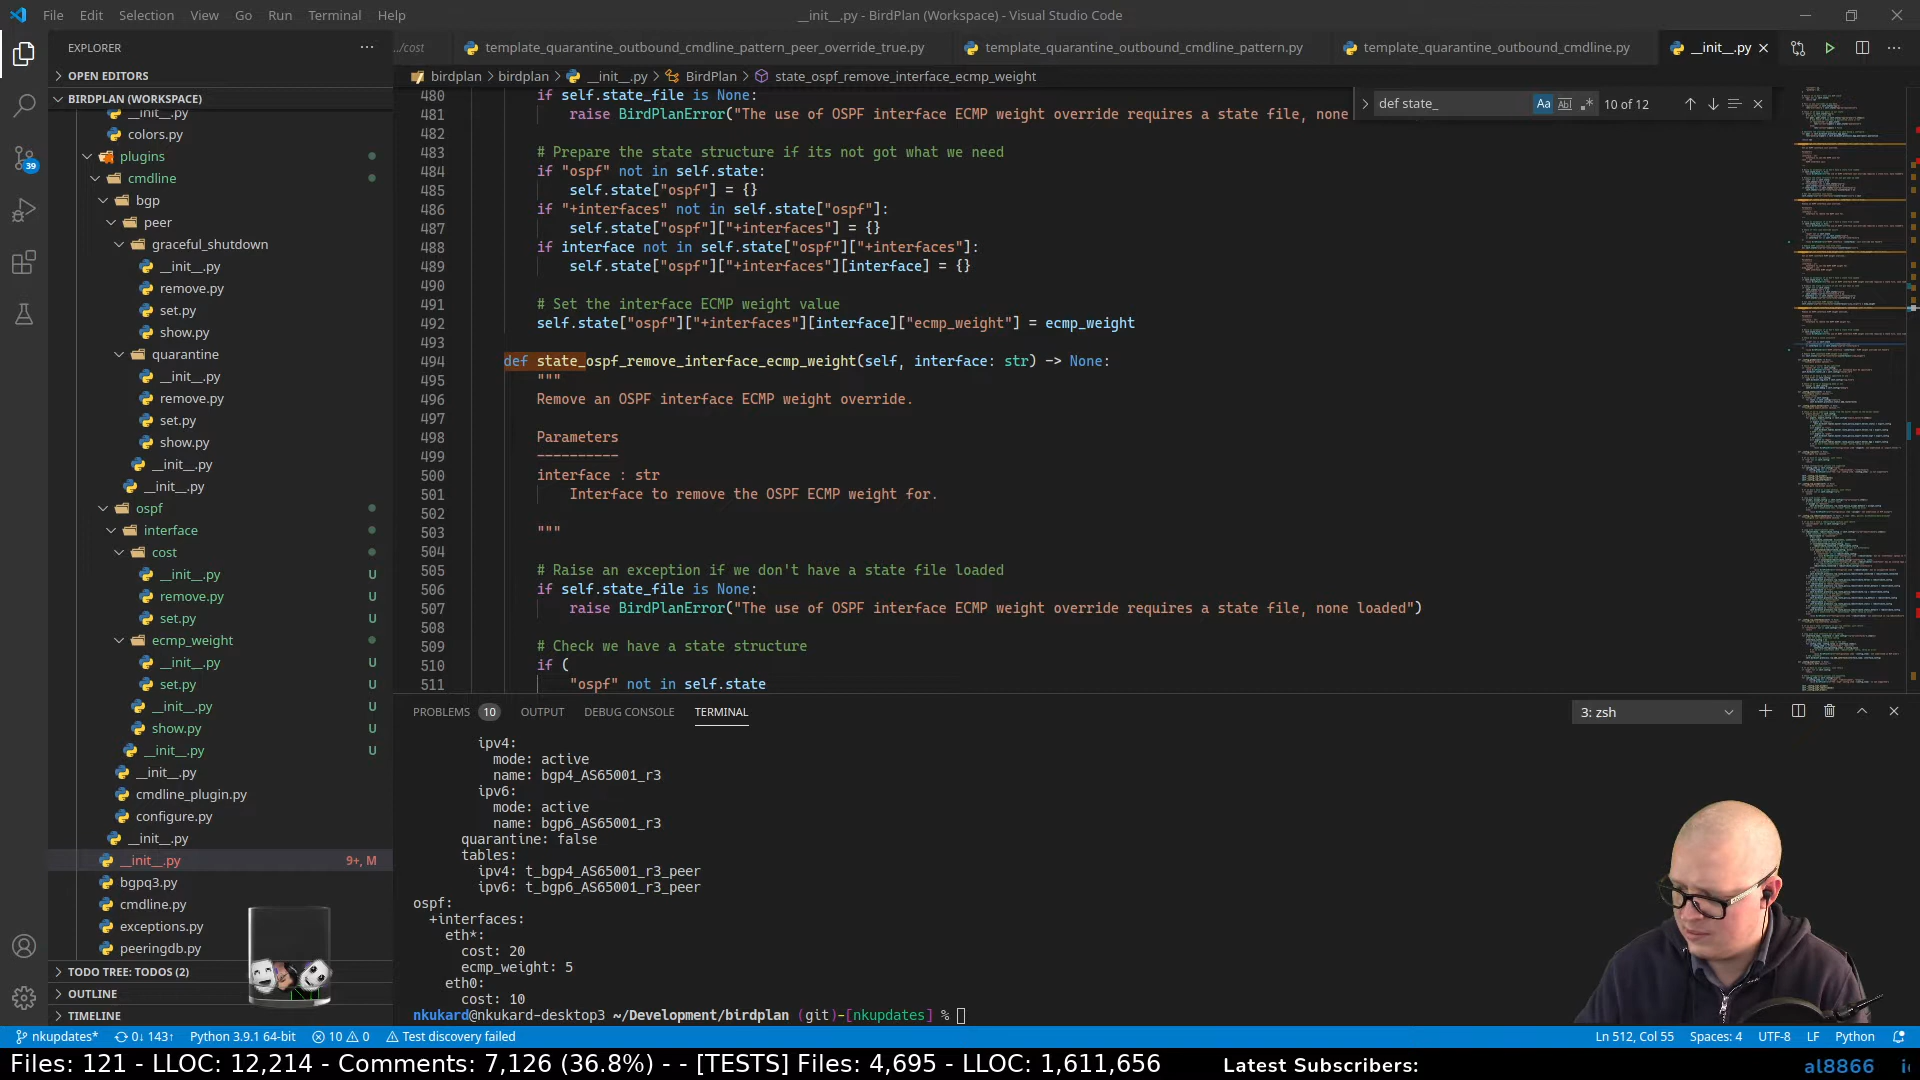 File Edit Selection View Go Run Terminal Help
__init__.py - BirdPlan (Workspace) - Visual Studio Code
EXPLORER
OPEN EDITORS
BIRDPLAN (WORKSPACE)
__init__.py
colors.py
plugins
cmdline
bgp
peer
graceful_shutdown
__init__.py
remove.py
set.py
show.py
quarantine
__init__.py
remove.py
set.py
show.py
__init__.py
__init__.py
ospf
interface
cost
__init__.py U
remove.py U
set.py U
ecmp_weight
__init__.py U
set.py U
__init__.py U
show.py U
__init__.py U
__init__.py
cmdline_plugin.py
configure.py
__init__.py
__init__.py 9+, M
bgpq3.py
cmdline.py
exceptions.py
peeringdb.py
TODO TREE: TODOS (2)
OUTLINE
TIMELINE
39
../cost template_quarantine_outbound_cmdline_pattern_peer_override_true.py template_quarantine_outbound_cmdline_pattern.py template_quarantine_outbound_cmdline.py __init__.py
birdplan > birdplan > __init__.py > BirdPlan > state_ospf_remove_interface_ecmp_weight
def state_ Aa Abl .* 10 of 12
480 if self.state_file is None:
481 raise BirdPlanError("The use of OSPF interface ECMP weight override requires a state file, none
482
483 # Prepare the state structure if its not got what we need
484 if "ospf" not in self.state:
485 self.state["ospf"] = {}
486 if "+interfaces" not in self.state["ospf"]:
487 self.state["ospf"]["+interfaces"] = {}
488 if interface not in self.state["ospf"]["+interfaces"]:
489 self.state["ospf"]["+interfaces"][interface] = {}
490
491 # Set the interface ECMP weight value
492 self.state["ospf"]["+interfaces"][interface]["ecmp_weight"] = ecmp_weight
493
494 def state_ospf_remove_interface_ecmp_weight(self, interface: str) -> None:
495 """
496 Remove an OSPF interface ECMP weight override.
497
498 Parameters
499 ----------
500 interface : str
501 Interface to remove the OSPF ECMP weight for.
502
503 """
504
505 # Raise an exception if we don't have a state file loaded
506 if self.state_file is None:
507 raise BirdPlanError("The use of OSPF interface ECMP weight override requires a state file, none loaded")
508
509 # Check we have a state structure
510 if (
511 "ospf" not in self.state
PROBLEMS 10 OUTPUT DEBUG CONSOLE TERMINAL 3: zsh
ipv4:
mode: active
name: bgp4_AS65001_r3
ipv6:
mode: active
name: bgp6_AS65001_r3
quarantine: false
tables:
ipv4: t_bgp4_AS65001_r3_peer
ipv6: t_bgp6_AS65001_r3_peer
ospf:
+interfaces:
eth*:
cost: 20
ecmp_weight: 5
eth0:
cost: 10
nkukard@nkukard-desktop3 ~/Development/birdplan (git)-[nkupdates] %
nkupdates* 0↓ 143↑ Python 3.9.1 64-bit 10 0 Test discovery failed Ln 512, Col 55 Spaces: 4 UTF-8 LF Python
Files: 121 - LLOC: 12,214 - Comments: 7,126 (36.8%) - - [TESTS] Files: 4,695 - LLOC: 1,611,656 Latest Subscribers: al8866